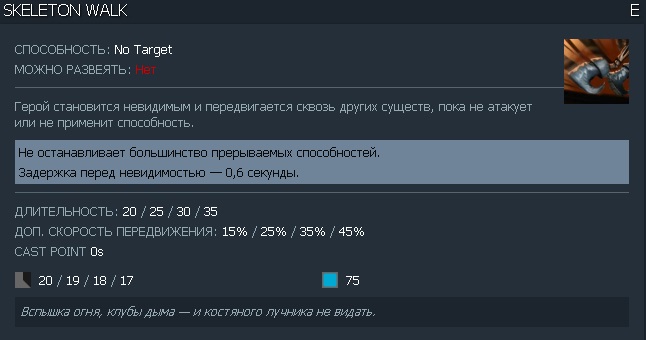 SKELETON WALK E
СПОСОБНОСТЬ: No Target
МОЖНО РАЗВЕЯТЬ: Нет
Герой становится невидимым и передвигается сквозь других существ, пока не атакует
или не применит способность.
Не останавливает большинство прерываемых способностей.
Задержка перед невидимостью — 0,6 секунды.
ДЛИТЕЛЬНОСТЬ: 20 / 25 / 30 / 35
ДОП. СКОРОСТЬ ПЕРЕДВИЖЕНИЯ: 15% / 25% / 35% / 45%
CAST POINT 0s
20 / 19 / 18 / 17 75
Вспышка огня, клубы дыма — и костяного лучника не видать.